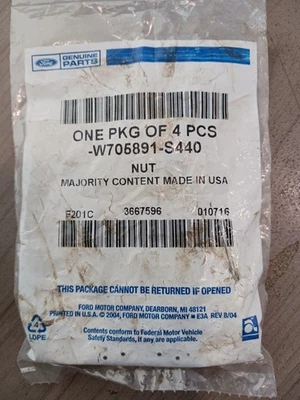 Ford
GENUINE
PARTS
ONE PKG OF 4 PCS
-W705891-S440
NUT
MAJORITY CONTENT MADE IN USA
F201C 3667596 010716
THIS PACKAGE CANNOT BE RETURNED IF OPENED
FORD MOTOR COMPANY, DEARBORN, MI 48121
PRINTED IN U.S.A. © 2004, FORD MOTOR COMPANY E3A REV B/04
Contents conform to Federal Motor Vehicle
Safety Standards, if any are applicable.
4
LDPE